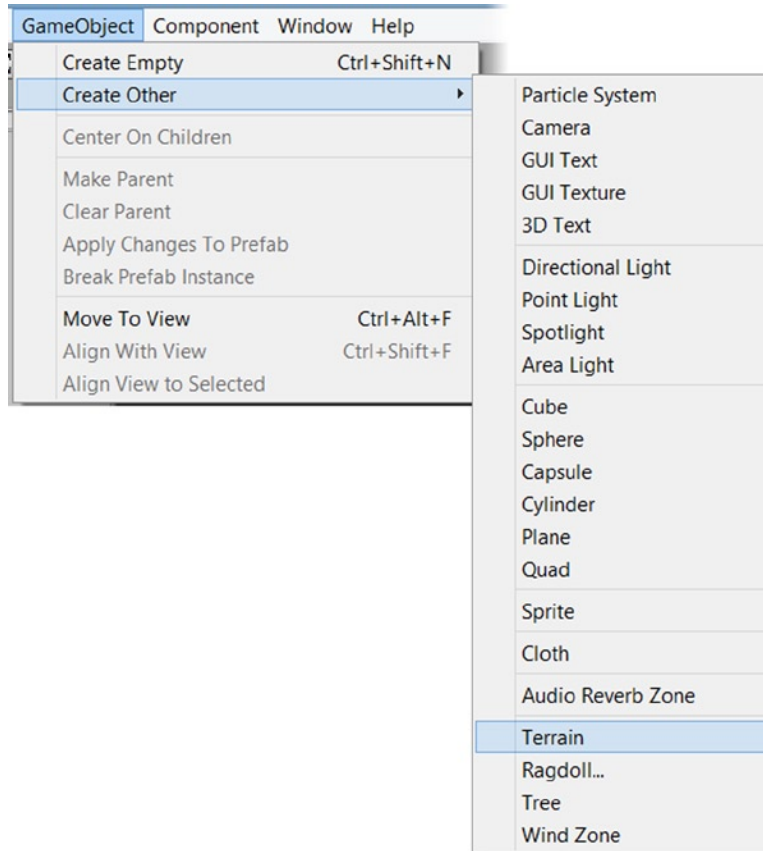 GameObject Component Window Help
Create Empty Ctrl+Shift+N
Create Other
Center On Children
Make Parent
Clear Parent
Apply Changes To Prefab
Break Prefab Instance
Move To View Ctrl+Alt+F
Align With View Ctrl+Shift+F
Align View to Selected
Particle System
Camera
GUI Text
GUI Texture
3D Text
Directional Light
Point Light
Spotlight
Area Light
Cube
Sphere
Capsule
Cylinder
Plane
Quad
Sprite
Cloth
Audio Reverb Zone
Terrain
Ragdoll...
Tree
Wind Zone